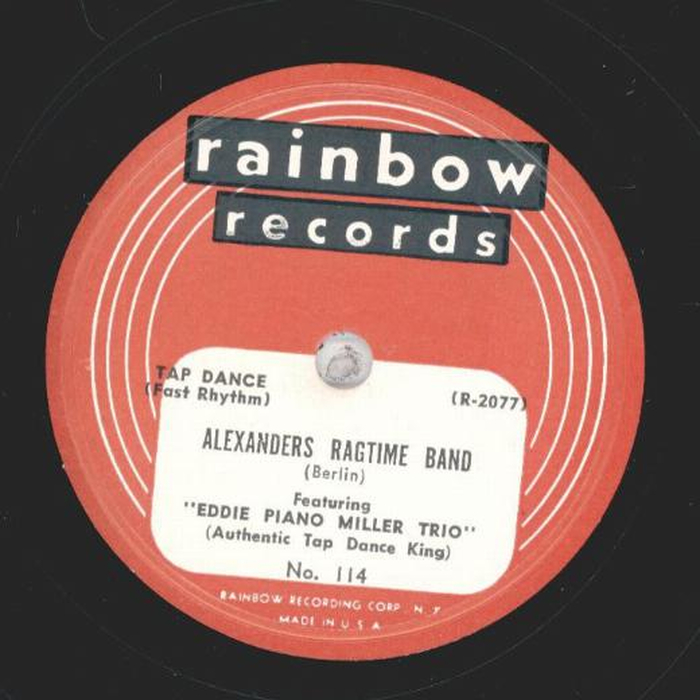 rainbow
records
TAP DANCE
(Fast Rhythm)
(R-2077)
ALEXANDERS RAGTIME BAND
(Berlin)
Featuring
"EDDIE PIANO MILLER TRIO"
(Authentic Tap Dance King)
No. 114
RAINBOW RECORDING CORP. N. Y.
MADE IN U. S. A.